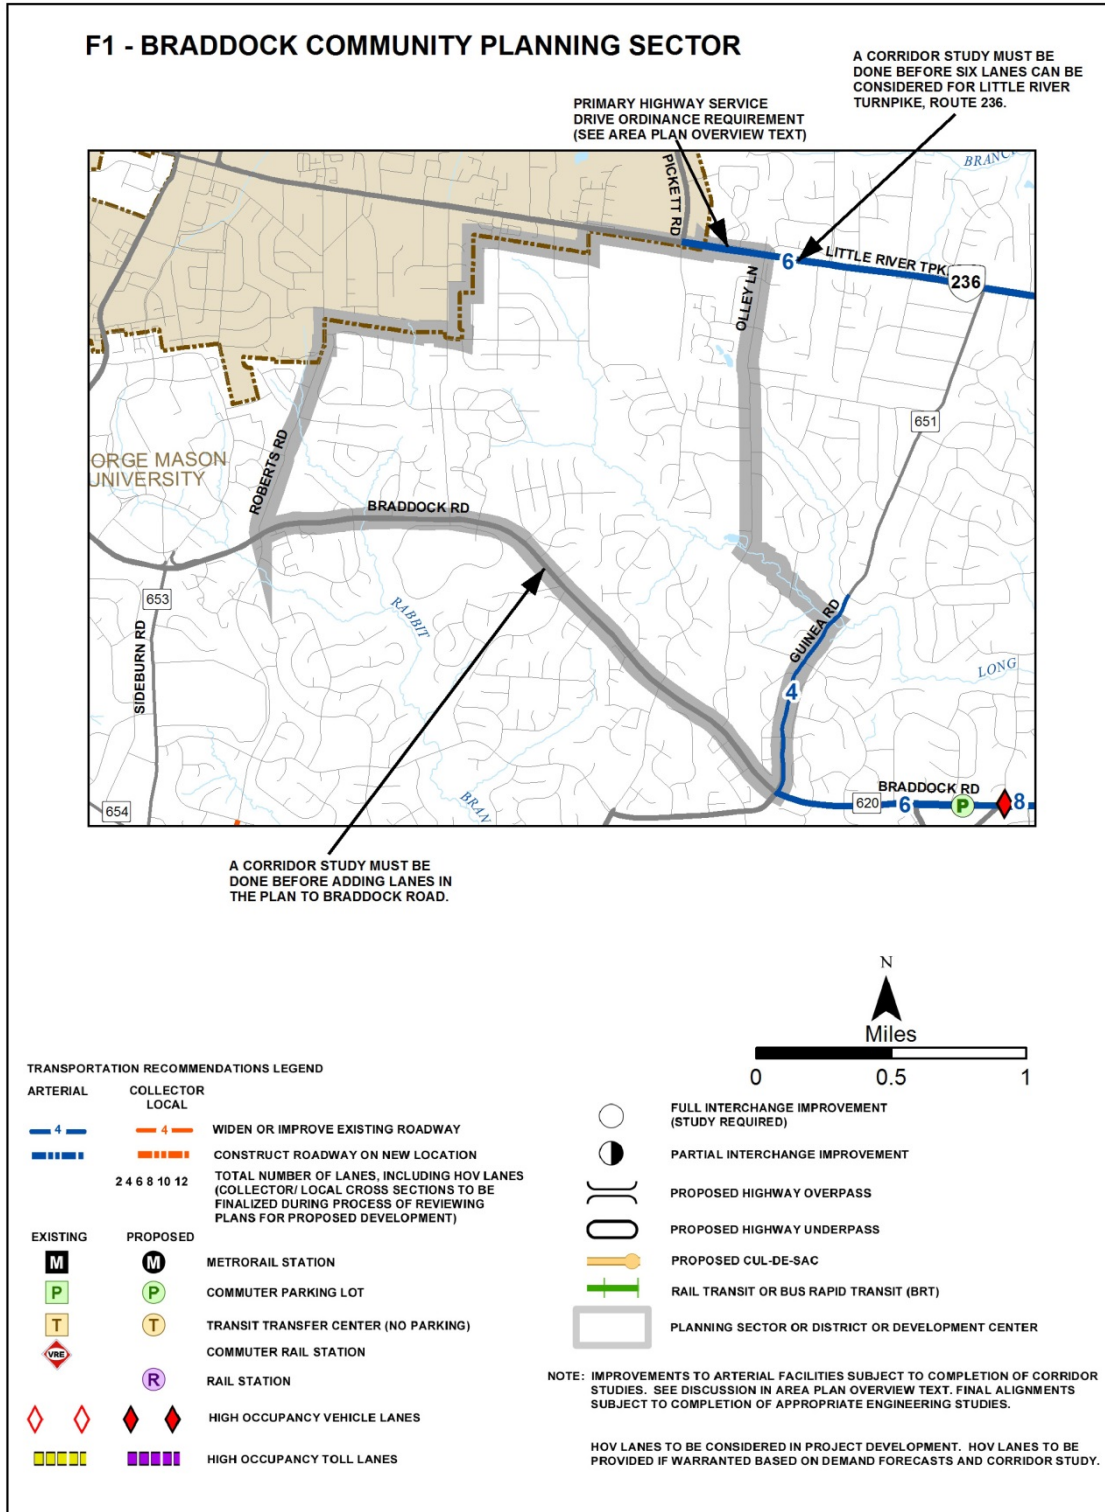 F1 - BRADDOCK COMMUNITY PLANNING SECTOR
A CORRIDOR STUDY MUST BE
DONE BEFORE SIX LANES CAN BE
CONSIDERED FOR LITTLE RIVER
TURNPIKE, ROUTE 236.
PRIMARY HIGHWAY SERVICE
DRIVE ORDINANCE REQUIREMENT
(SEE AREA PLAN OVERVIEW TEXT)
PICKETT RD
BRANC
6
LITTLE RIVER TPK.
236
OLLEY LN
651
ORGE MASON
UNIVERSITY
ROBERTS RD
BRADDOCK RD
653
SIDEBURN RD
RABBIT
GUINEA RD
LONG
4
BRAN
654
BRADDOCK RD
620
6
P
8
A CORRIDOR STUDY MUST BE
DONE BEFORE ADDING LANES IN
THE PLAN TO BRADDOCK ROAD.
N
Miles
0 0.5 1
TRANSPORTATION RECOMMENDATIONS LEGEND
ARTERIAL COLLECTOR
LOCAL
4 4 WIDEN OR IMPROVE EXISTING ROADWAY
CONSTRUCT ROADWAY ON NEW LOCATION
2 4 6 8 10 12 TOTAL NUMBER OF LANES, INCLUDING HOV LANES
(COLLECTOR/ LOCAL CROSS SECTIONS TO BE
FINALIZED DURING PROCESS OF REVIEWING
PLANS FOR PROPOSED DEVELOPMENT)
EXISTING PROPOSED
M M METRORAIL STATION
P P COMMUTER PARKING LOT
T T TRANSIT TRANSFER CENTER (NO PARKING)
VRE COMMUTER RAIL STATION
R RAIL STATION
HIGH OCCUPANCY VEHICLE LANES
HIGH OCCUPANCY TOLL LANES
FULL INTERCHANGE IMPROVEMENT
(STUDY REQUIRED)
PARTIAL INTERCHANGE IMPROVEMENT
PROPOSED HIGHWAY OVERPASS
PROPOSED HIGHWAY UNDERPASS
PROPOSED CUL-DE-SAC
RAIL TRANSIT OR BUS RAPID TRANSIT (BRT)
PLANNING SECTOR OR DISTRICT OR DEVELOPMENT CENTER
NOTE: IMPROVEMENTS TO ARTERIAL FACILITIES SUBJECT TO COMPLETION OF CORRIDOR
STUDIES. SEE DISCUSSION IN AREA PLAN OVERVIEW TEXT. FINAL ALIGNMENTS
SUBJECT TO COMPLETION OF APPROPRIATE ENGINEERING STUDIES.
HOV LANES TO BE CONSIDERED IN PROJECT DEVELOPMENT. HOV LANES TO BE
PROVIDED IF WARRANTED BASED ON DEMAND FORECASTS AND CORRIDOR STUDY.